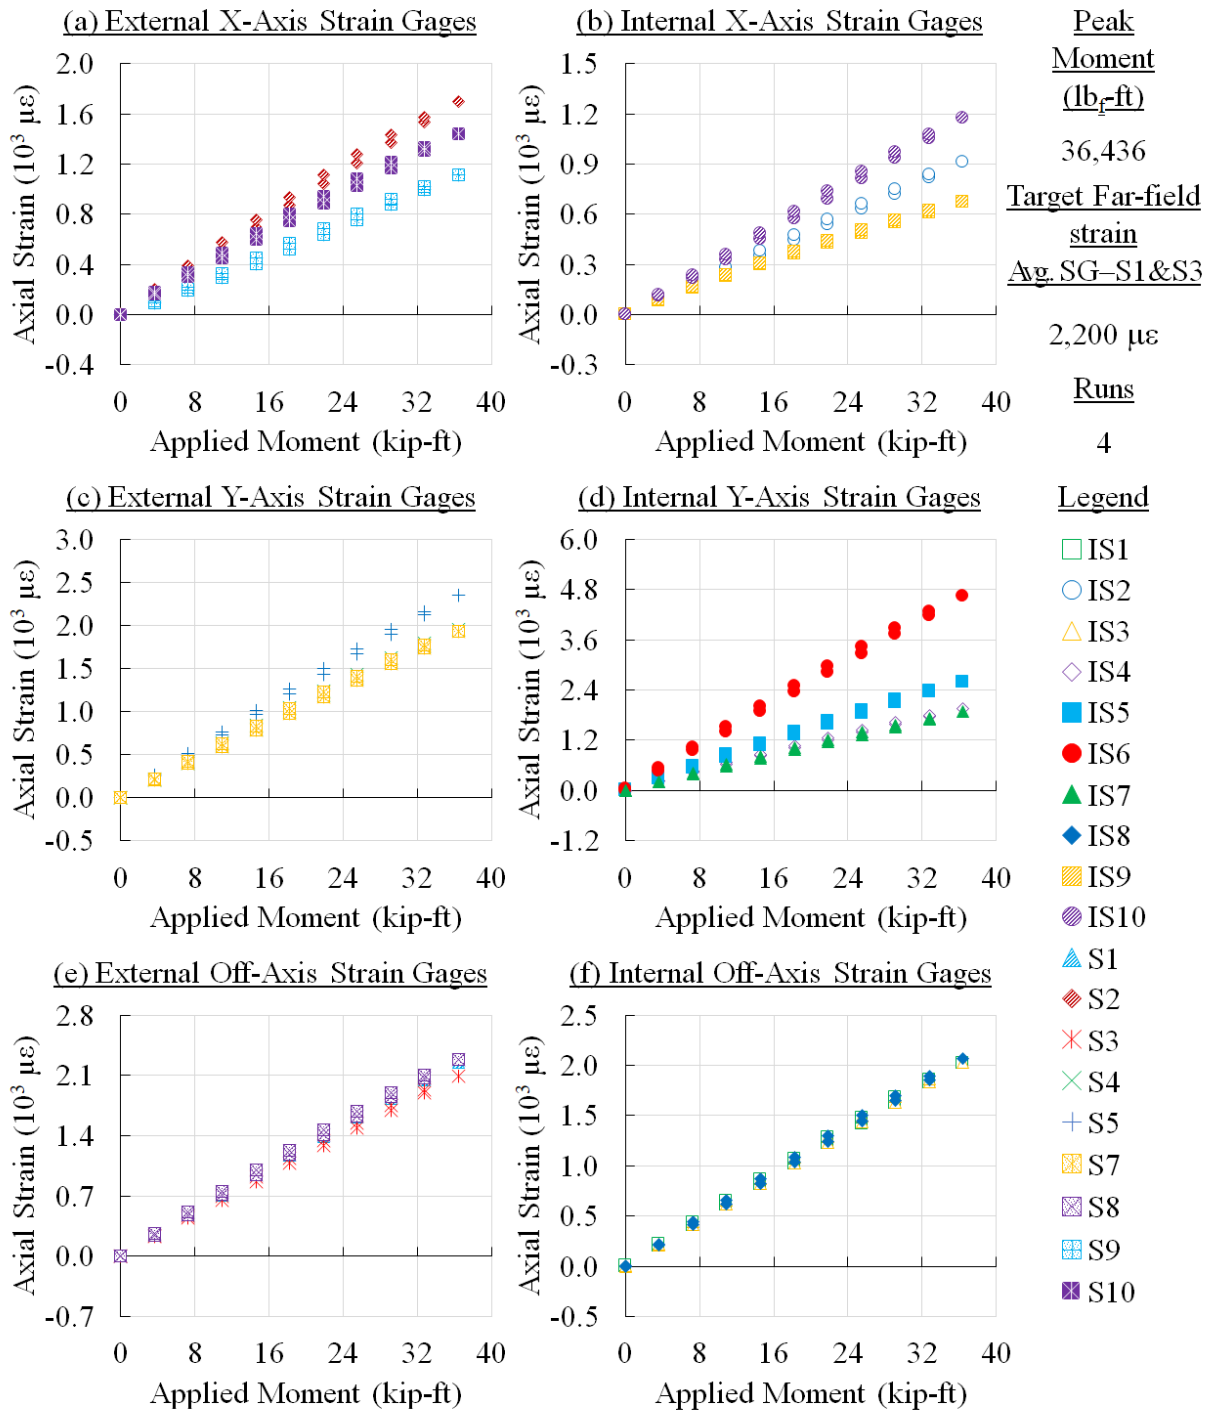 (a) External X-Axis Strain Gages
2.0
1.6
1.2
0.8
0.4
0.0
-0.4
Axial Strain (10³ µε)
0 8 16 24 32 40
Applied Moment (kip-ft)
(b) Internal X-Axis Strain Gages
1.5
1.2
0.9
0.6
0.3
0.0
-0.3
Axial Strain (10³ µε)
0 8 16 24 32 40
Applied Moment (kip-ft)
Peak
Moment
(lbf-ft)
36,436
Target Far-field
strain
Avg. SG–S1&S3
2,200 µε
Runs
4
(c) External Y-Axis Strain Gages
3.0
2.5
2.0
1.5
1.0
0.5
0.0
-0.5
Axial Strain (10³ µε)
0 8 16 24 32 40
Applied Moment (kip-ft)
(d) Internal Y-Axis Strain Gages
6.0
4.8
3.6
2.4
1.2
0.0
-1.2
Axial Strain (10³ µε)
0 8 16 24 32 40
Applied Moment (kip-ft)
(e) External Off-Axis Strain Gages
2.8
2.1
1.4
0.7
0.0
-0.7
Axial Strain (10³ µε)
0 8 16 24 32 40
Applied Moment (kip-ft)
(f) Internal Off-Axis Strain Gages
2.5
2.0
1.5
1.0
0.5
0.0
-0.5
Axial Strain (10³ µε)
0 8 16 24 32 40
Applied Moment (kip-ft)
Legend
IS1
IS2
IS3
IS4
IS5
IS6
IS7
IS8
IS9
IS10
S1
S2
S3
S4
S5
S7
S8
S9
S10